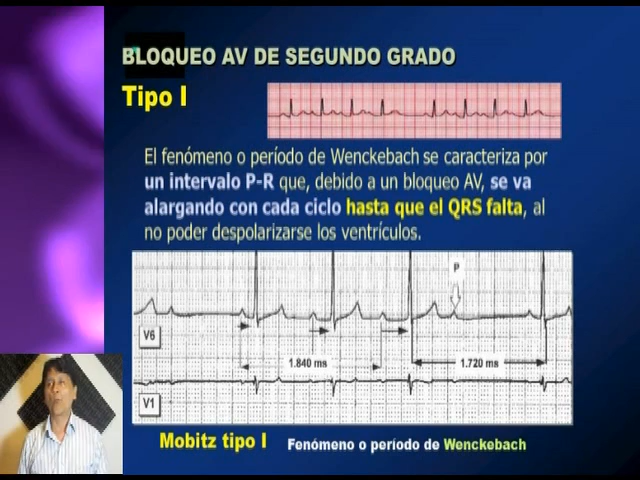 BLOQUEO AV DE SEGUNDO GRADO
Tipo I
El fenómeno o período de Wenckebach se caracteriza por
un intervalo P-R que, debido a un bloqueo AV, se va
alargando con cada ciclo hasta que el QRS falta, al
no poder despolarizarse los ventrículos.
P
V6
1.840 ms
1.720 ms
V1
Mobitz tipo I
Fenómeno o período de Wenckebach